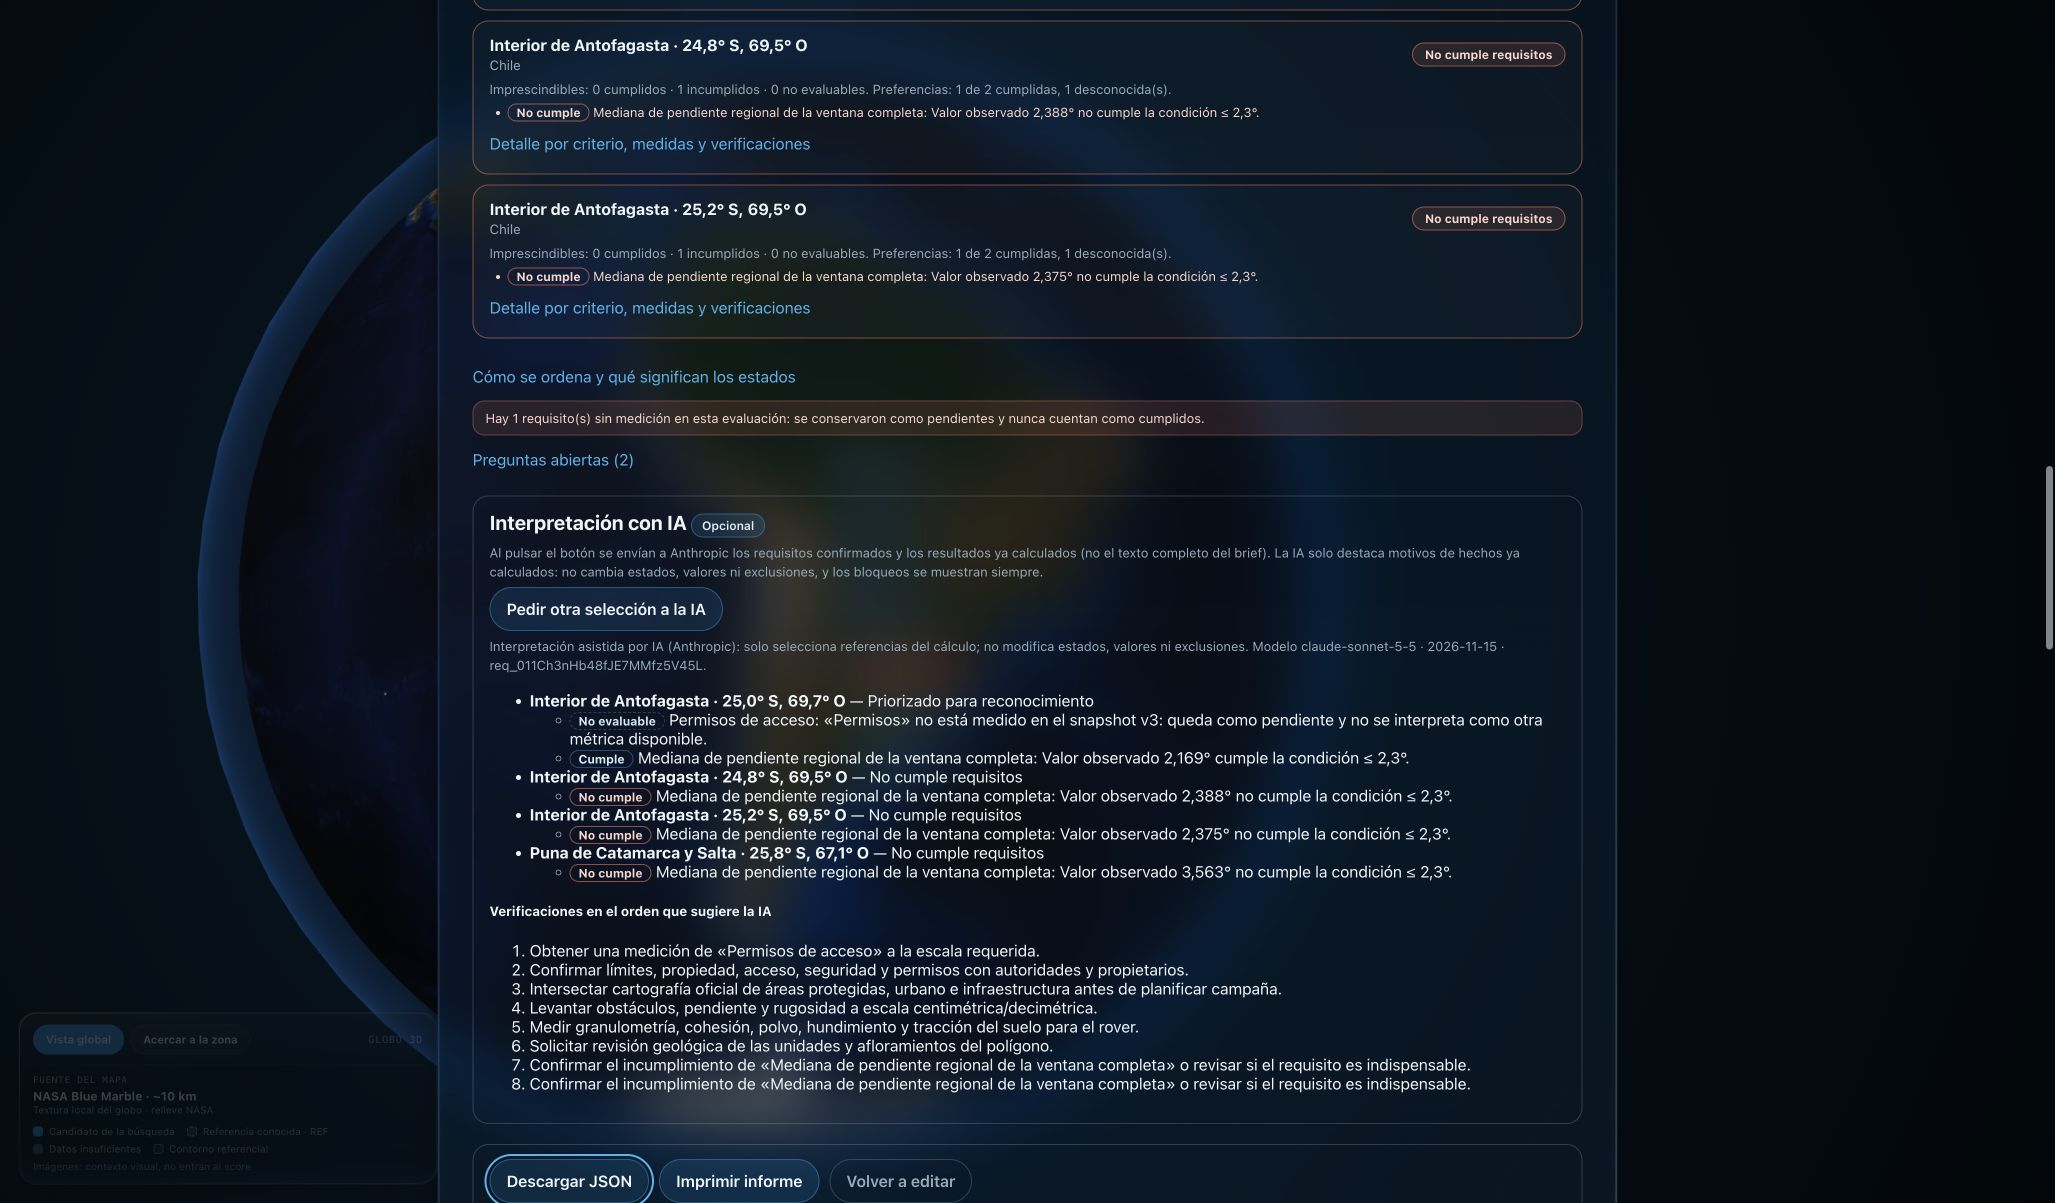 Interior de Antofagasta · 24,8° S, 69,5° O
No cumple requisitos
Chile
Imprescindibles: 0 cumplidos · 1 incumplidos · 0 no evaluables. Preferencias: 1 de 2 cumplidas, 1 desconocida(s).
• No cumple Mediana de pendiente regional de la ventana completa: Valor observado 2,388° no cumple la condición ≤ 2,3°.
Detalle por criterio, medidas y verificaciones
Interior de Antofagasta · 25,2° S, 69,5° O
No cumple requisitos
Chile
Imprescindibles: 0 cumplidos · 1 incumplidos · 0 no evaluables. Preferencias: 1 de 2 cumplidas, 1 desconocida(s).
• No cumple Mediana de pendiente regional de la ventana completa: Valor observado 2,375° no cumple la condición ≤ 2,3°.
Detalle por criterio, medidas y verificaciones
Cómo se ordena y qué significan los estados
Hay 1 requisito(s) sin medición en esta evaluación: se conservaron como pendientes y nunca cuentan como cumplidos.
Preguntas abiertas (2)
Interpretación con IA Opcional
Al pulsar el botón se envían a Anthropic los requisitos confirmados y los resultados ya calculados (no el texto completo del brief). La IA solo destaca motivos de hechos ya
calculados: no cambia estados, valores ni exclusiones, y los bloqueos se muestran siempre.
Pedir otra selección a la IA
Interpretación asistida por IA (Anthropic): solo selecciona referencias del cálculo; no modifica estados, valores ni exclusiones. Modelo claude-sonnet-5-5 · 2026-11-15 ·
req_011Ch3nHb48fJE7MMfz5V45L.
• Interior de Antofagasta · 25,0° S, 69,7° O — Priorizado para reconocimiento
○ No evaluable Permisos de acceso: «Permisos» no está medido en el snapshot v3: queda como pendiente y no se interpreta como otra
métrica disponible.
○ Cumple Mediana de pendiente regional de la ventana completa: Valor observado 2,169° cumple la condición ≤ 2,3°.
• Interior de Antofagasta · 24,8° S, 69,5° O — No cumple requisitos
○ No cumple Mediana de pendiente regional de la ventana completa: Valor observado 2,388° no cumple la condición ≤ 2,3°.
• Interior de Antofagasta · 25,2° S, 69,5° O — No cumple requisitos
○ No cumple Mediana de pendiente regional de la ventana completa: Valor observado 2,375° no cumple la condición ≤ 2,3°.
• Puna de Catamarca y Salta · 25,8° S, 67,1° O — No cumple requisitos
○ No cumple Mediana de pendiente regional de la ventana completa: Valor observado 3,563° no cumple la condición ≤ 2,3°.
Verificaciones en el orden que sugiere la IA
1. Obtener una medición de «Permisos de acceso» a la escala requerida.
2. Confirmar límites, propiedad, acceso, seguridad y permisos con autoridades y propietarios.
3. Intersectar cartografía oficial de áreas protegidas, urbano e infraestructura antes de planificar campaña.
4. Levantar obstáculos, pendiente y rugosidad a escala centimétrica/decimétrica.
5. Medir granulometría, cohesión, polvo, hundimiento y tracción del suelo para el rover.
6. Solicitar revisión geológica de las unidades y afloramientos del polígono.
7. Confirmar el incumplimiento de «Mediana de pendiente regional de la ventana completa» o revisar si el requisito es indispensable.
8. Confirmar el incumplimiento de «Mediana de pendiente regional de la ventana completa» o revisar si el requisito es indispensable.
Descargar JSON Imprimir informe Volver a editar
Vista global Acercar a la zona GLOBO 3D
FUENTE DEL MAPA
NASA Blue Marble · ~10 km
Textura local del globo · relieve NASA
Candidato de la búsqueda Referencia conocida · REF
Datos insuficientes Contorno referencial
Imágenes: contexto visual, no entran al score